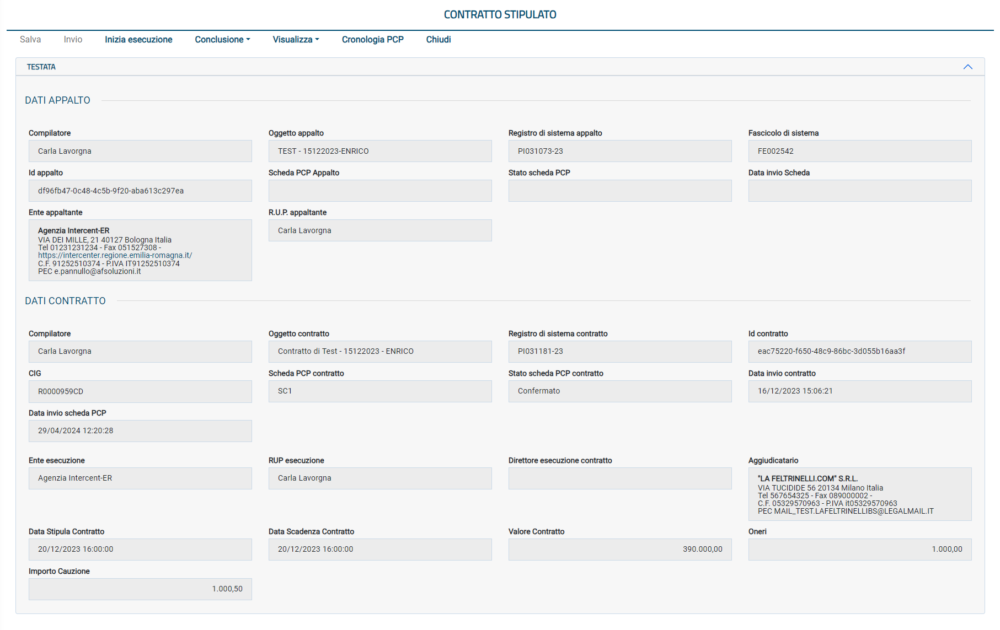 CONTRATTO STIPULATO
Salva Invio Inizia esecuzione Conclusione Visualizza Cronologia PCP Chiudi
TESTATA
DATI APPALTO
Compilatore Oggetto appalto Registro di sistema appalto Fascicolo di sistema
Carla Lavorgna TEST - 15122023-ENRICO PI031073-23 FE002542
Id appalto Scheda PCP Appalto Stato scheda PCP Data invio Scheda
df96fb47-0c48-4c5b-9f20-aba613c297ea
Ente appaltante R.U.P. appaltante
Agenzia Intercent-ER Carla Lavorgna
VIA DEI MILLE, 21 40127 Bologna Italia
Tel 01231231234 - Fax 051527308 -
https://intercenter.regione.emilia-romagna.it/
C.F. 91252510374 - P.IVA IT91252510374
PEC e.pannullo@afsoluzioni.it
DATI CONTRATTO
Compilatore Oggetto contratto Registro di sistema contratto Id contratto
Carla Lavorgna Contratto di Test - 15122023 - ENRICO PI031181-23 eac75220-f650-48c9-86bc-3d055b16aa3f
CIG Scheda PCP contratto Stato scheda PCP contratto Data invio contratto
R0000959CD SC1 Confermato 16/12/2023 15:06:21
Data invio scheda PCP
29/04/2024 12:20:28
Ente esecuzione RUP esecuzione Direttore esecuzione contratto Aggiudicatario
Agenzia Intercent-ER Carla Lavorgna "LA FELTRINELLI.COM" S.R.L.
VIA TUCIDIDE 56 20134 Milano Italia
Tel 567654325 - Fax 089000002 -
C.F. 05329570963 - P.IVA it05329570963
PEC MAIL_TEST.LAFELTRINELLIBS@LEGALMAIL.IT
Data Stipula Contratto Data Scadenza Contratto Valore Contratto Oneri
20/12/2023 16:00:00 20/12/2023 16:00:00 390.000,00 1.000,00
Importo Cauzione
1.000,50